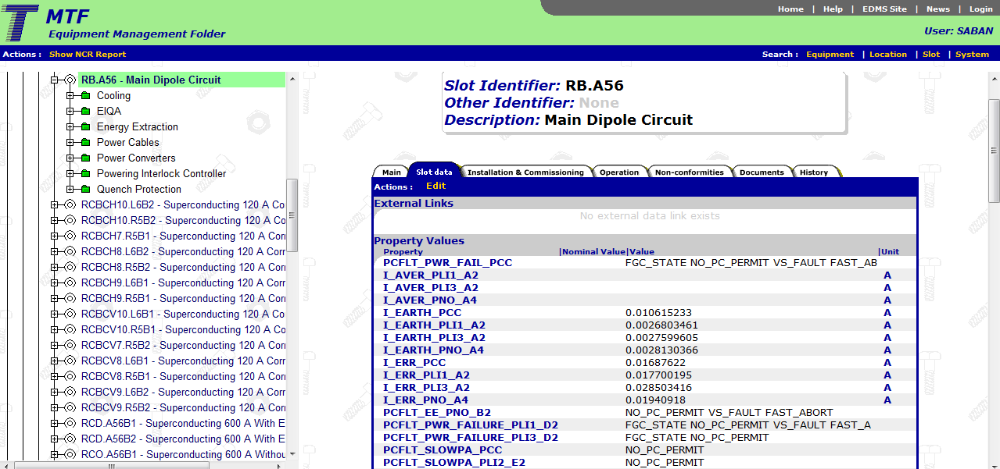 Home | Help | EDMS Site | News | Login
MTF
Equipment Management Folder
User: SABAN
Actions : Show NCR Report
Search : Equipment | Location | Slot | System
RB.A56 - Main Dipole Circuit
Cooling
ElQA
Energy Extraction
Power Cables
Power Converters
Powering Interlock Controller
Quench Protection
RCBCH10.L6B2 - Superconducting 120 A Co
RCBCH10.R5B2 - Superconducting 120 A Co
RCBCH7.R5B1 - Superconducting 120 A Corr
RCBCH8.L6B2 - Superconducting 120 A Corr
RCBCH8.R5B2 - Superconducting 120 A Corr
RCBCH9.L6B1 - Superconducting 120 A Corr
RCBCH9.R5B1 - Superconducting 120 A Corr
RCBCV10.L6B1 - Superconducting 120 A Co
RCBCV10.R5B1 - Superconducting 120 A Co
RCBCV7.R5B2 - Superconducting 120 A Corr
RCBCV8.L6B1 - Superconducting 120 A Corr
RCBCV8.R5B1 - Superconducting 120 A Corr
RCBCV9.L6B2 - Superconducting 120 A Corr
RCBCV9.R5B2 - Superconducting 120 A Corr
RCD.A56B1 - Superconducting 600 A With E
RCD.A56B2 - Superconducting 600 A With E
RCO.A56B1 - Superconducting 600 A Withou
Slot Identifier: RB.A56
Other Identifier: None
Description: Main Dipole Circuit
Main Slot data Installation & Commissioning Operation Non-conformities Documents History
Actions : Edit
External Links
No external data link exists
Property Values
Property |Nominal Value|Value |Unit
PCFLT_PWR_FAIL_PCC FGC_STATE NO_PC_PERMIT VS_FAULT FAST_AB
I_AVER_PLI1_A2 A
I_AVER_PLI3_A2 A
I_AVER_PNO_A4 A
I_EARTH_PCC 0.010615233 A
I_EARTH_PLI1_A2 0.0026803461 A
I_EARTH_PLI3_A2 0.0027599605 A
I_EARTH_PNO_A4 0.0028130366 A
I_ERR_PCC 0.01687622 A
I_ERR_PLI1_A2 0.017700195 A
I_ERR_PLI3_A2 0.028503416 A
I_ERR_PNO_A4 0.01940918 A
PCFLT_EE_PNO_B2 NO_PC_PERMIT VS_FAULT FAST_ABORT
PCFLT_PWR_FAILURE_PLI1_D2 FGC_STATE NO_PC_PERMIT VS_FAULT FAST_A
PCFLT_PWR_FAILURE_PLI3_D2 FGC_STATE NO_PC_PERMIT
PCFLT_SLOWPA_PCC NO_PC_PERMIT
PCFLT_SLOWPA_PLI2_E2 NO_PC_PERMIT